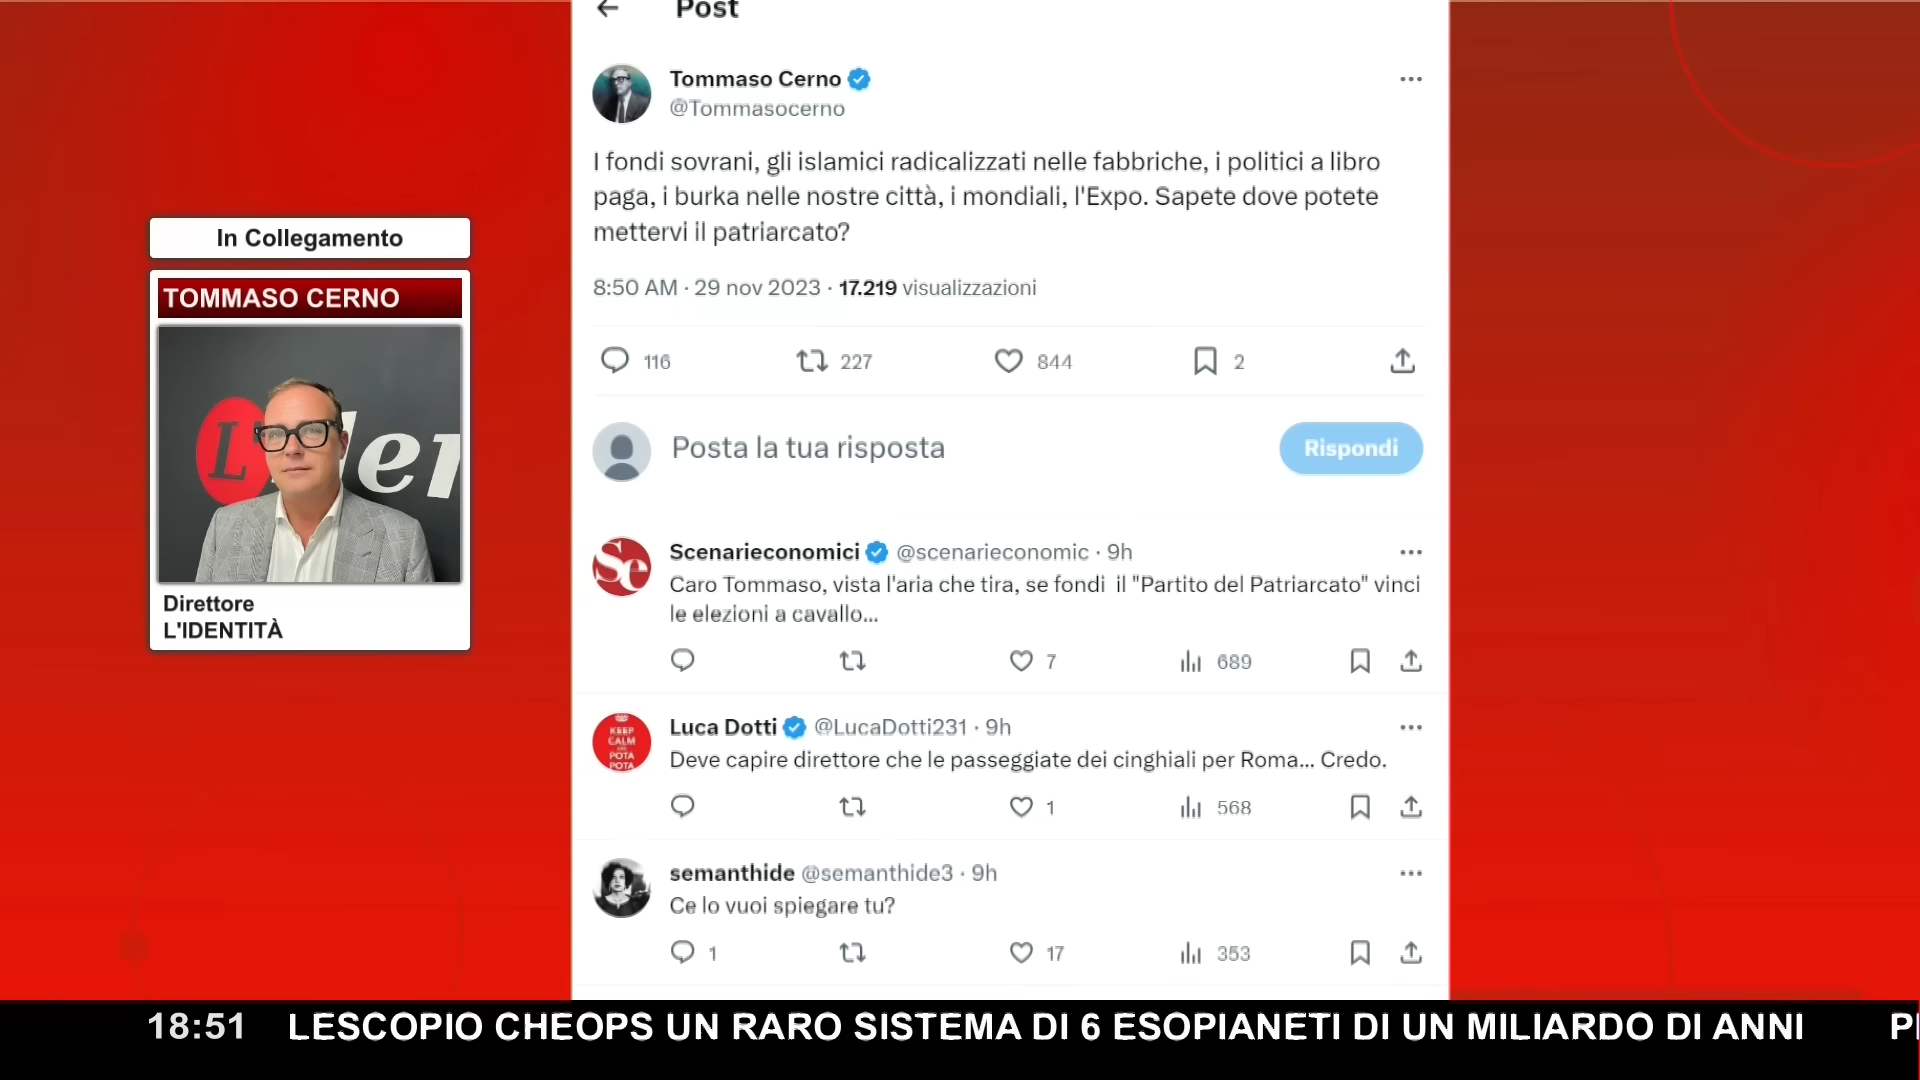 Post
Tommaso Cerno
@Tommasocerno
I fondi sovrani, gli islamici radicalizzati nelle fabbriche, i politici a libro
paga, i burka nelle nostre città, i mondiali, l'Expo. Sapete dove potete
mettervi il patriarcato?
8:50 AM · 29 nov 2023 · 17.219 visualizzazioni
116 227 844 2
Posta la tua risposta
Rispondi
Scenarieconomici @scenarieconomic · 9h
Caro Tommaso, vista l'aria che tira, se fondi il "Partito del Patriarcato" vinci
le elezioni a cavallo...
7 689
Luca Dotti @LucaDotti231 · 9h
Deve capire direttore che le passeggiate dei cinghiali per Roma... Credo.
1 568
semanthide @semanthide3 · 9h
Ce lo vuoi spiegare tu?
1 17 353
Se
KEEP
CALM
POTA
POTA
In Collegamento
TOMMASO CERNO
L'
Direttore
L'IDENTITÀ
18:51 LESCOPIO CHEOPS UN RARO SISTEMA DI 6 ESOPIANETI DI UN MILIARDO DI ANNI